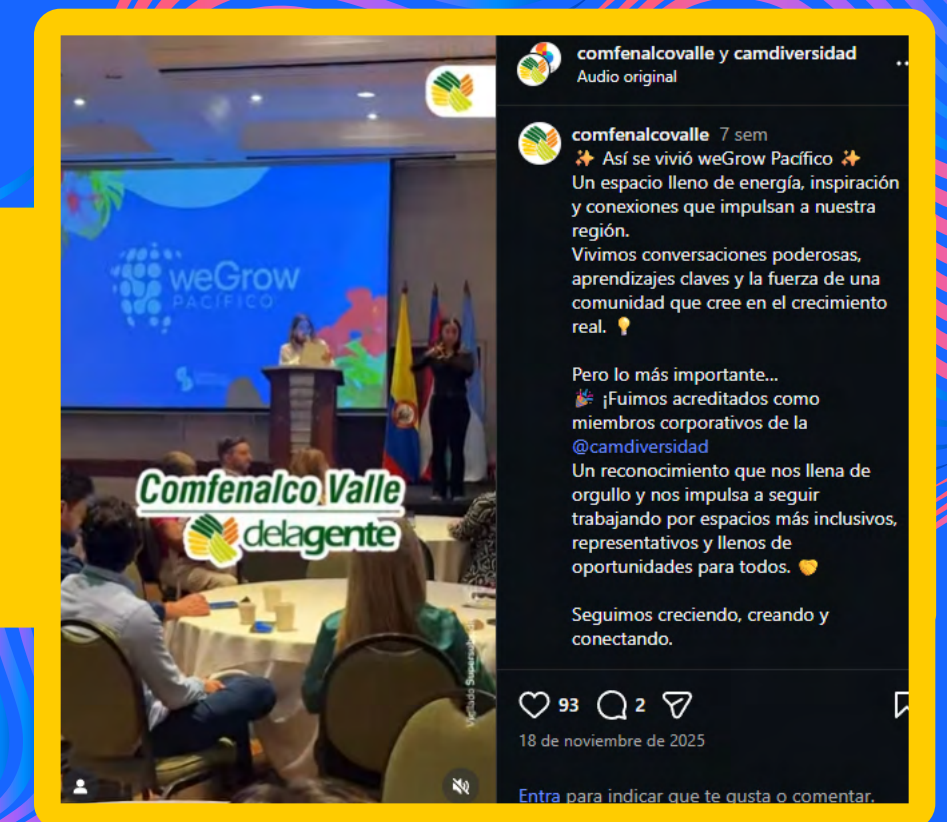 weGrow
PACÍFICO
Comfenalco Valle
delagente
Vigilado Supersubsidio
comfenalcovalle y camdiversidad
Audio original
comfenalcovalle 7 sem
✨ Así se vivió weGrow Pacífico ✨
Un espacio lleno de energía, inspiración
y conexiones que impulsan a nuestra
región.
Vivimos conversaciones poderosas,
aprendizajes claves y la fuerza de una
comunidad que cree en el crecimiento
real. 💡
Pero lo más importante...
🎉 ¡Fuimos acreditados como
miembros corporativos de la
@camdiversidad
Un reconocimiento que nos llena de
orgullo y nos impulsa a seguir
trabajando por espacios más inclusivos,
representativos y llenos de
oportunidades para todos. 🤝
Seguimos creciendo, creando y
conectando.
93 2
18 de noviembre de 2025
Entra para indicar que te gusta o comentar.